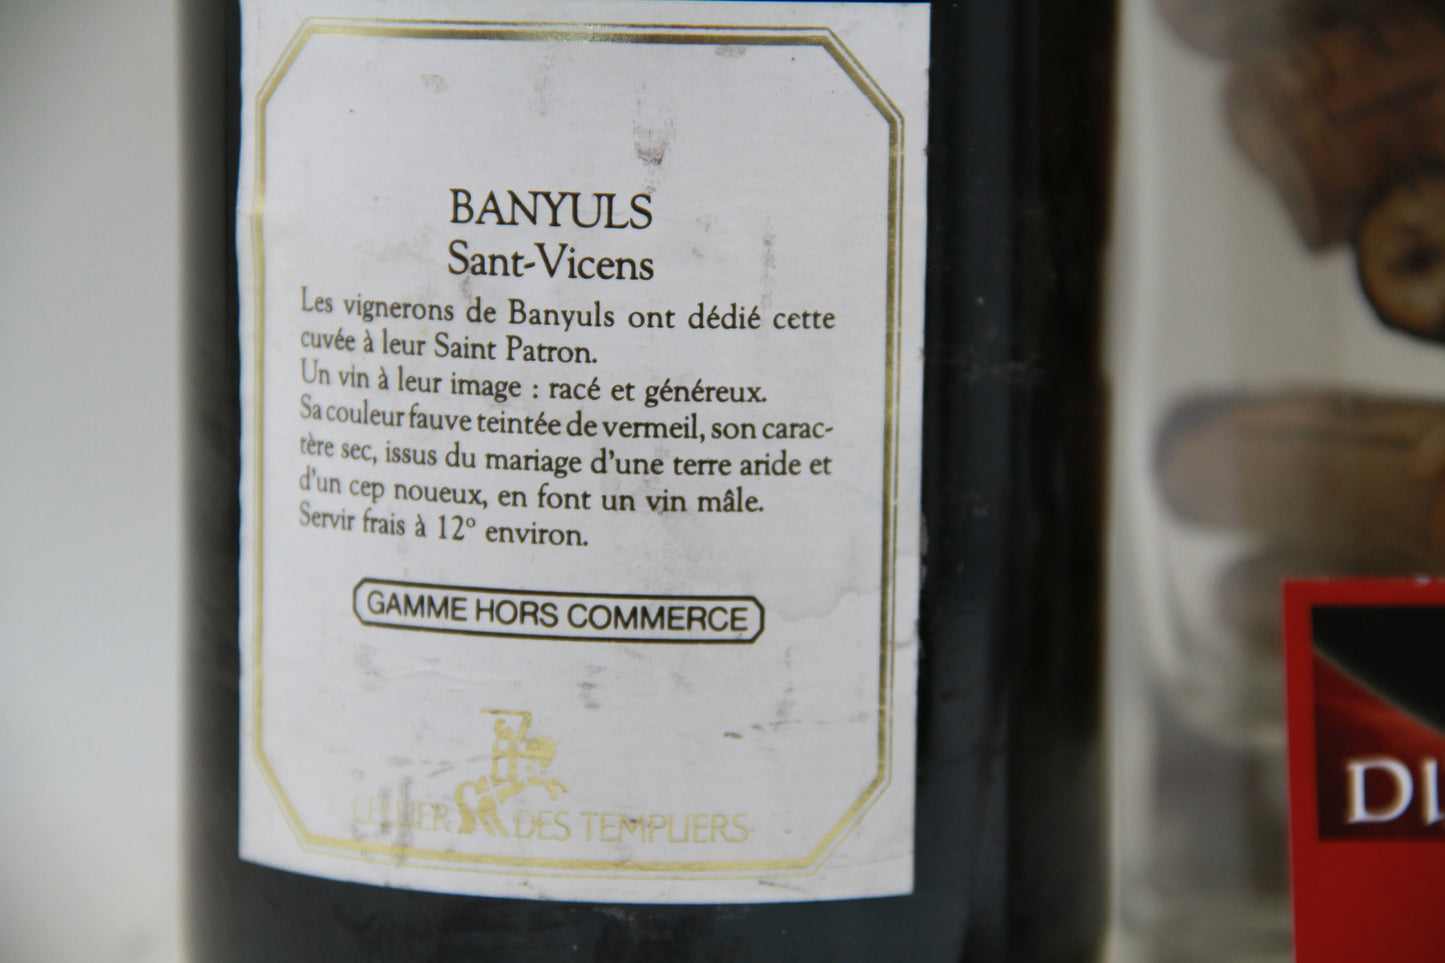 BANYULS
Sant-Vicens
Les vignerons de Banyuls ont dédié cette
cuvée à leur Saint Patron.
Un vin à leur image : racé et généreux.
Sa couleur fauve teintée de vermeil, son carac-
tère sec, issus du mariage d'une terre aride et
d'un cep noueux, en font un vin mâle.
Servir frais à 12° environ.
GAMME HORS COMMERCE
CELLIER DES TEMPLIERS